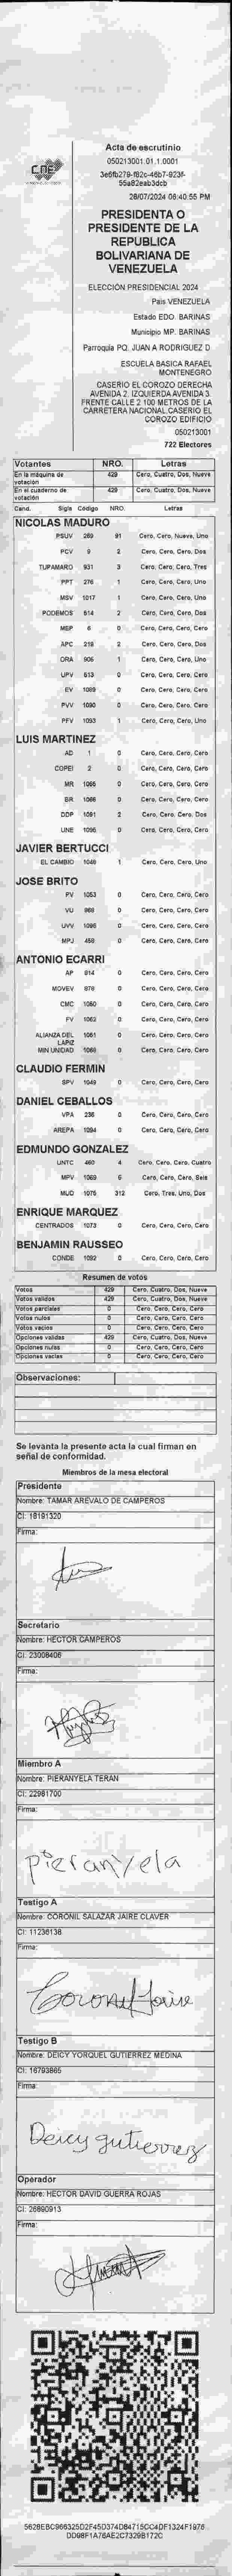 CNE
Acta de escrutinio
050213001.01.1.0001
3e6fb279-f82c-46b7-923f-
55a82eab3dcb
28/07/2024 06:40:55 PM
PRESIDENTA O
PRESIDENTE DE LA
REPUBLICA
BOLIVARIANA DE
VENEZUELA
ELECCIÓN PRESIDENCIAL 2024
Pais VENEZUELA
Estado EDO. BARINAS
Municipio MP. BARINAS
Parroquia PQ. JUAN A RODRIGUEZ D
ESCUELA BASICA RAFAEL
MONTENEGRO
CASERIO EL COROZO DERECHA
AVENIDA 2. IZQUIERDA AVENIDA 3.
FRENTE CALLE 2 100 METROS DE LA
CARRETERA NACIONAL CASERIO EL
COROZO EDIFICIO
050213001
722 Electores
Votantes NRO. Letras
En la máquina de votación 429 Cero, Cuatro, Dos, Nueve
En el cuaderno de votación 429 Cero, Cuatro, Dos, Nueve
Cand. Sigla Código NRO. Letras
NICOLAS MADURO
PSUV 269 91 Cero, Cero, Nueve, Uno
PCV 9 2 Cero, Cero, Cero, Dos
TUPAMARO 931 3 Cero, Cero, Cero, Tres
PPT 276 1 Cero, Cero, Cero, Uno
MSV 1017 1 Cero, Cero, Cero, Uno
PODEMOS 514 2 Cero, Cero, Cero, Dos
MEP 6 0 Cero, Cero, Cero, Cero
APC 218 2 Cero, Cero, Cero, Dos
ORA 906 1 Cero, Cero, Cero, Uno
UPV 513 0 Cero, Cero, Cero, Cero
EV 1089 0 Cero, Cero, Cero, Cero
PVV 1090 0 Cero, Cero, Cero, Cero
PFV 1093 1 Cero, Cero, Cero, Uno
LUIS MARTINEZ
AD 1 0 Cero, Cero, Cero, Cero
COPEI 2 0 Cero, Cero, Cero, Cero
MR 1065 0 Cero, Cero, Cero, Cero
BR 1066 0 Cero, Cero, Cero, Cero
DDP 1091 2 Cero, Cero, Cero, Dos
UNE 1095 0 Cero, Cero, Cero, Cero
JAVIER BERTUCCI
EL CAMBIO 1048 1 Cero, Cero, Cero, Uno
JOSE BRITO
PV 1053 0 Cero, Cero, Cero, Cero
VU 968 0 Cero, Cero, Cero, Cero
UVV 1096 0 Cero, Cero, Cero, Cero
MPJ 458 0 Cero, Cero, Cero, Cero
ANTONIO ECARRI
AP 814 0 Cero, Cero, Cero, Cero
MOVEV 878 0 Cero, Cero, Cero, Cero
CMC 1050 0 Cero, Cero, Cero, Cero
FV 1062 0 Cero, Cero, Cero, Cero
ALIANZA DEL LAPIZ 1051 0 Cero, Cero, Cero, Cero
MIN UNIDAD 1068 0 Cero, Cero, Cero, Cero
CLAUDIO FERMIN
SPV 1049 0 Cero, Cero, Cero, Cero
DANIEL CEBALLOS
VPA 236 0 Cero, Cero, Cero, Cero
AREPA 1094 0 Cero, Cero, Cero, Cero
EDMUNDO GONZALEZ
UNTC 460 4 Cero, Cero, Cero, Cuatro
MPV 1069 6 Cero, Cero, Cero, Seis
MUD 1075 312 Cero, Tres, Uno, Dos
ENRIQUE MARQUEZ
CENTRADOS 1073 0 Cero, Cero, Cero, Cero
BENJAMIN RAUSSEO
CONDE 1092 0 Cero, Cero, Cero, Cero
Resumen de votos
Votos 429 Cero, Cuatro, Dos, Nueve
Votos validos 429 Cero, Cuatro, Dos, Nueve
Votos parciales 0 Cero, Cero, Cero, Cero
Votos nulos 0 Cero, Cero, Cero, Cero
Votos vacios 0 Cero, Cero, Cero, Cero
Opciones validas 429 Cero, Cuatro, Dos, Nueve
Opciones nulas 0 Cero, Cero, Cero, Cero
Opciones vacias 0 Cero, Cero, Cero, Cero
Observaciones:
Se levanta la presente acta la cual firman en
señal de conformidad.
Miembros de la mesa electoral
Presidente
Nombre: TAMAR AREVALO DE CAMPEROS
CI: 18191320
Firma:
Secretario
Nombre: HECTOR CAMPEROS
CI: 23008406
Firma:
Miembro A
Nombre: PIERANYELA TERAN
CI: 22981700
Firma:
Pieranyela
Testigo A
Nombre: CORONIL SALAZAR JAIRE CLAVER
CI: 11236138
Firma:
Coronil Jaire
Testigo B
Nombre: DEICY YORQUEL GUTIERREZ MEDINA
CI: 16793865
Firma:
Deicy gutierrez
Operador
Nombre: HECTOR DAVID GUERRA ROJAS
CI: 26890913
Firma:
5628EBC966325D2F45D374D84715CC4DF1324F1976
DD98F1A76AE2C7329B172C